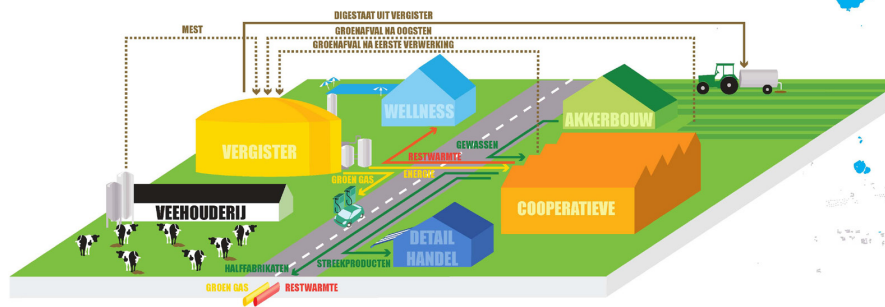 DIGESTAAT UIT VERGISTER
MEST
GROENAFVAL NA OOGSTEN
GROENAFVAL NA EERSTE VERWERKING
WELLNESS
AKKERBOUW
VERGISTER
GEWASSEN
RESTWARMTE
GROEN GAS
ENERGIE
VEEHOUDERIJ
COOPERATIEVE
DETAIL
HANDEL
HALFFABRIKATEN
STREEKPRODUCTEN
GROEN GAS
RESTWARMTE